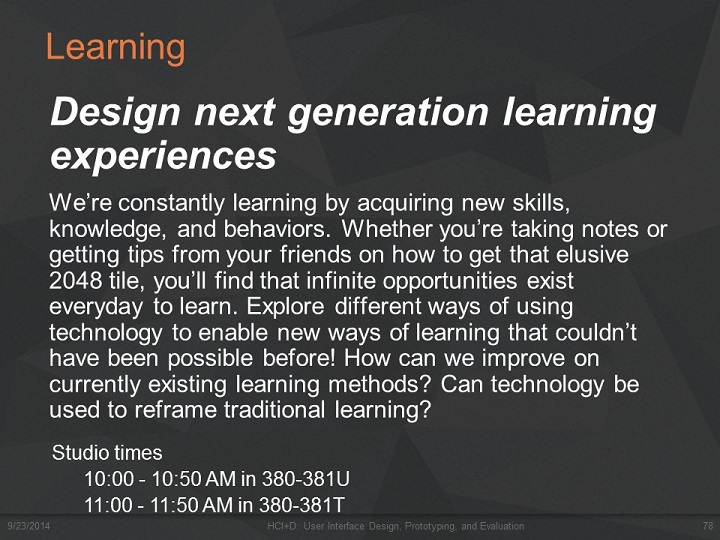 Learning
Design next generation learning
experiences
We’re constantly learning by acquiring new skills,
knowledge, and behaviors. Whether you’re taking notes or
getting tips from your friends on how to get that elusive
2048 tile, you’ll find that infinite opportunities exist
everyday to learn. Explore different ways of using
technology to enable new ways of learning that couldn’t
have been possible before! How can we improve on
currently existing learning methods? Can technology be
used to reframe traditional learning?
Studio times
10:00 - 10:50 AM in 380-381U
11:00 - 11:50 AM in 380-381T
9/23/2014 HCI+D: User Interface Design, Prototyping, and Evaluation 78